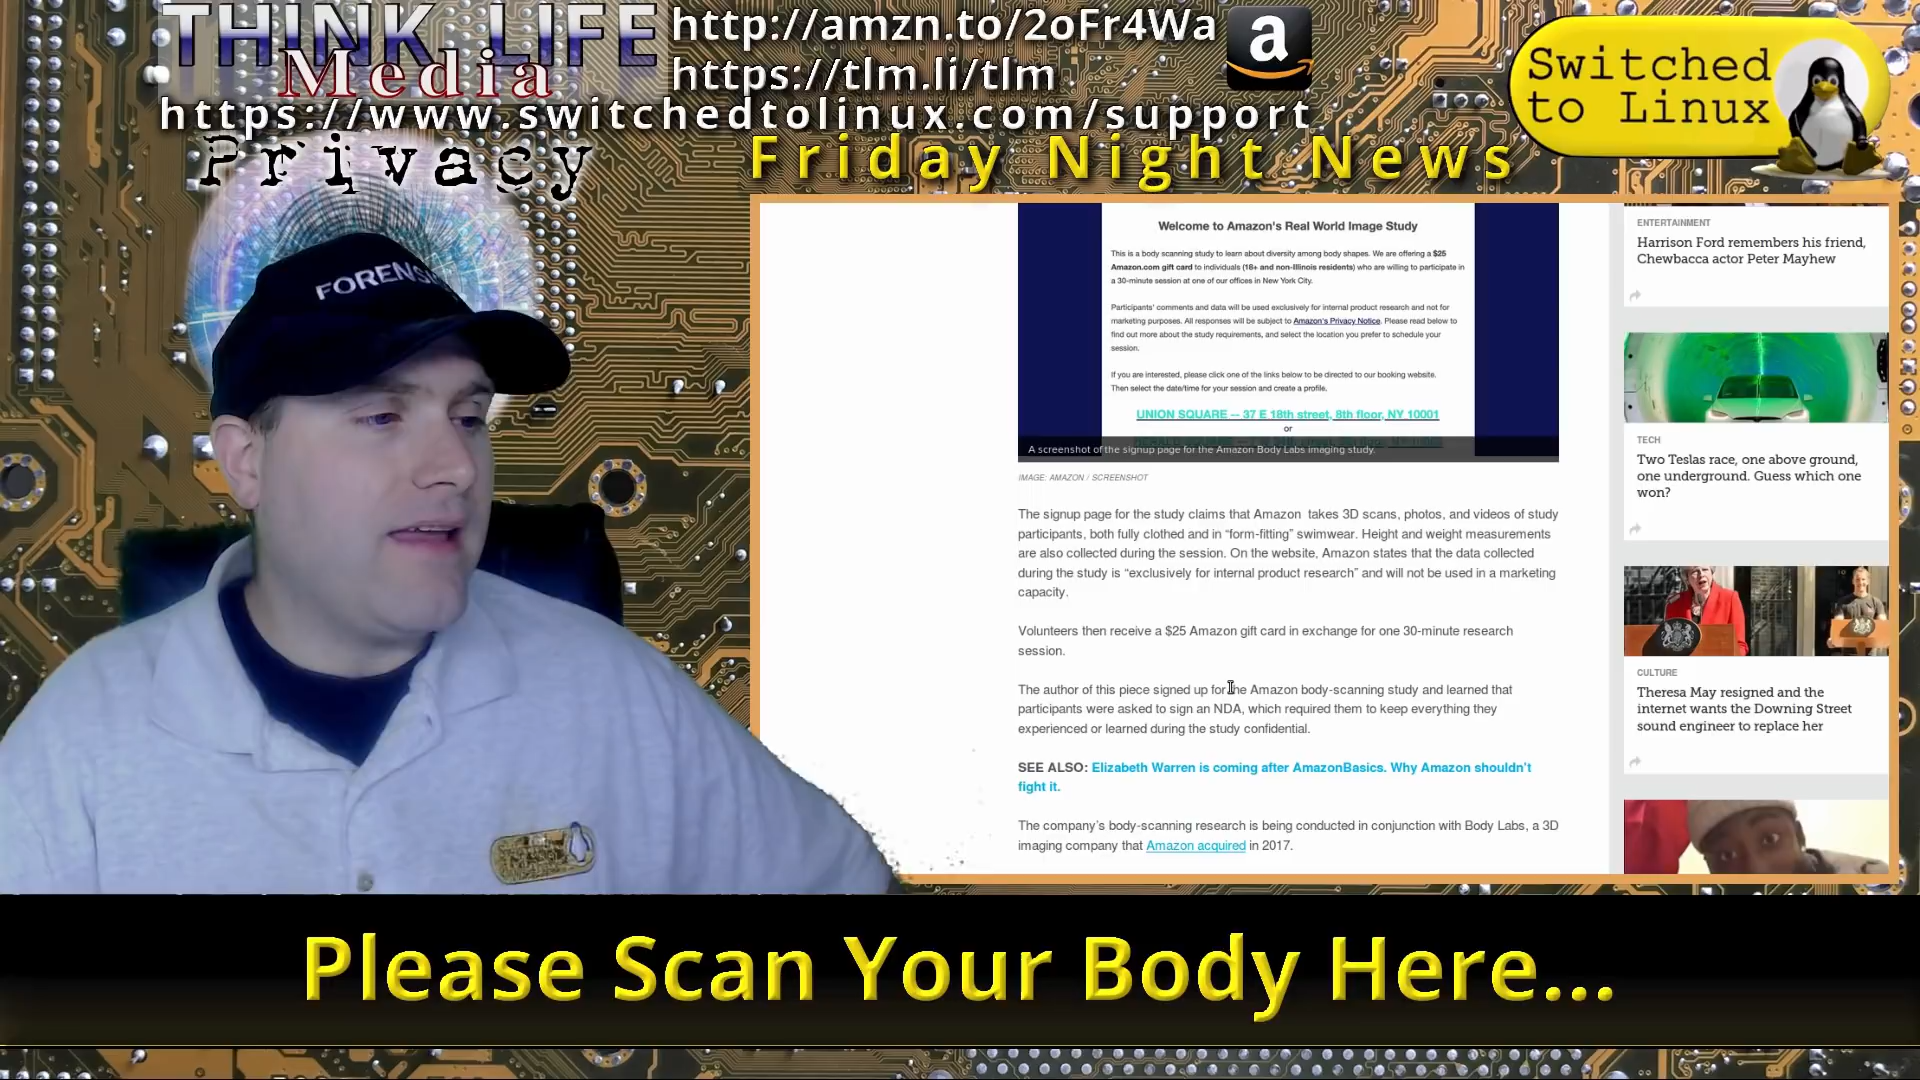 THINK LIFE
Media
http://amzn.to/2oFr4Wa
https://tlm.li/tlm
https://www.switchedtolinux.com/support
a
Switched
to Linux
Privacy
Friday Night News
FORENSI
Welcome to Amazon's Real World Image Study
This is a body scanning study to learn about diversity among body shapes. We are offering a $25
Amazon.com gift card to individuals (18+ and non-Illinois residents) who are willing to participate in
a 30-minute session at one of our offices in New York City.
Participants' comments and data will be used exclusively for internal product research and not for
marketing purposes. All responses will be subject to Amazon's Privacy Notice. Please read below to
find out more about the study requirements, and select the location you prefer to schedule your
session.
If you are interested, please click one of the links below to be directed to our booking website.
Then select the date/time for your session and create a profile.
UNION SQUARE -- 37 E 18th street, 8th floor, NY 10001
or
A screenshot of the signup page for the Amazon Body Labs imaging study.
IMAGE: AMAZON / SCREENSHOT
The signup page for the study claims that Amazon takes 3D scans, photos, and videos of study
participants, both fully clothed and in “form-fitting” swimwear. Height and weight measurements
are also collected during the session. On the website, Amazon states that the data collected
during the study is “exclusively for internal product research” and will not be used in a marketing
capacity.
Volunteers then receive a $25 Amazon gift card in exchange for one 30-minute research
session.
The author of this piece signed up for the Amazon body-scanning study and learned that
participants were asked to sign an NDA, which required them to keep everything they
experienced or learned during the study confidential.
SEE ALSO: Elizabeth Warren is coming after AmazonBasics. Why Amazon shouldn't
fight it.
The company's body-scanning research is being conducted in conjunction with Body Labs, a 3D
imaging company that Amazon acquired in 2017.
ENTERTAINMENT
Harrison Ford remembers his friend,
Chewbacca actor Peter Mayhew
TECH
Two Teslas race, one above ground,
one underground. Guess which one
won?
CULTURE
Theresa May resigned and the
internet wants the Downing Street
sound engineer to replace her
Please Scan Your Body Here...